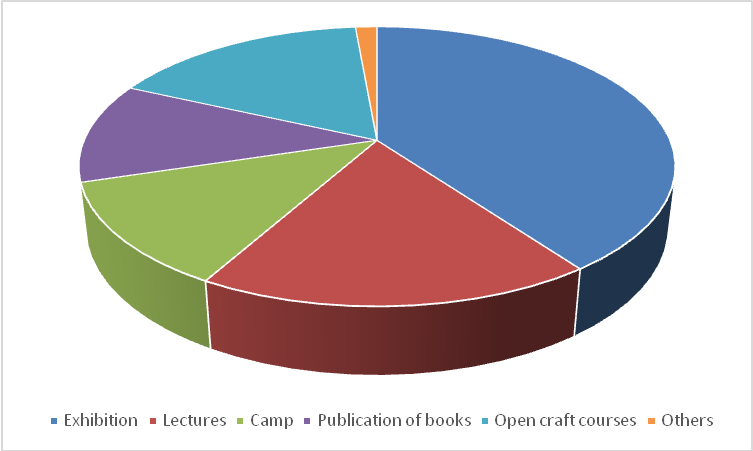 Exhibition Lectures Camp Publication of books Open craft courses Others